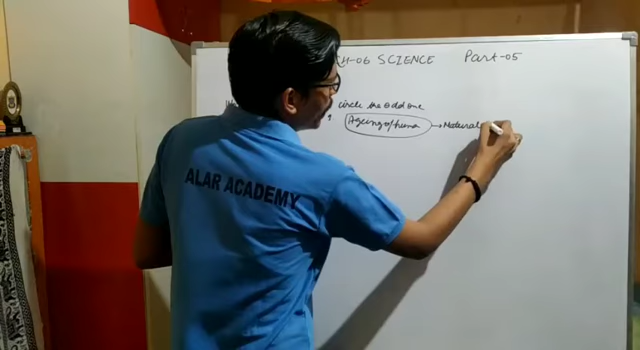 CH-06 SCIENCE Part-05
circle the odd one
Ageing of human → Natural
ALAR ACADEMY